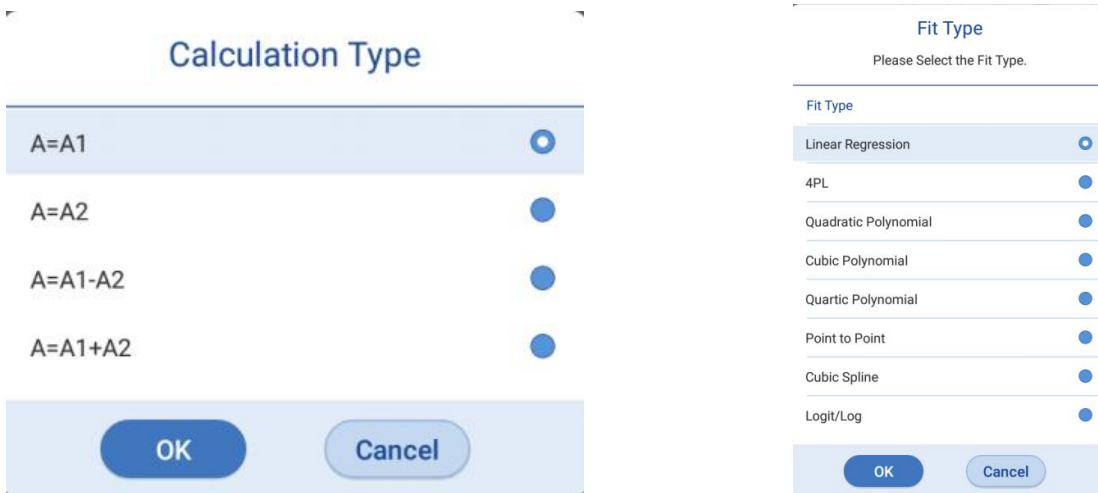 Calculation Type
A=A1
A=A2
A=A1-A2
A=A1+A2
OK
Cancel
Fit Type
Please Select the Fit Type.
Fit Type
Linear Regression
4PL
Quadratic Polynomial
Cubic Polynomial
Quartic Polynomial
Point to Point
Cubic Spline
Logit/Log
OK
Cancel